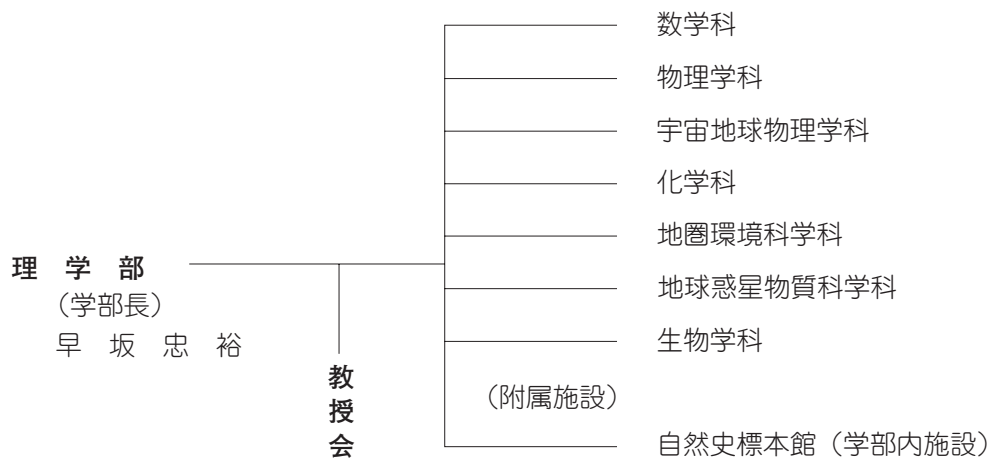 数学科
物理学科
宇宙地球物理学科
化学科
地圏環境科学科
理学部
地球惑星物質科学科
(学部長)
早坂忠裕
生物学科
教授会
(附属施設)
自然史標本館(学部内施設)